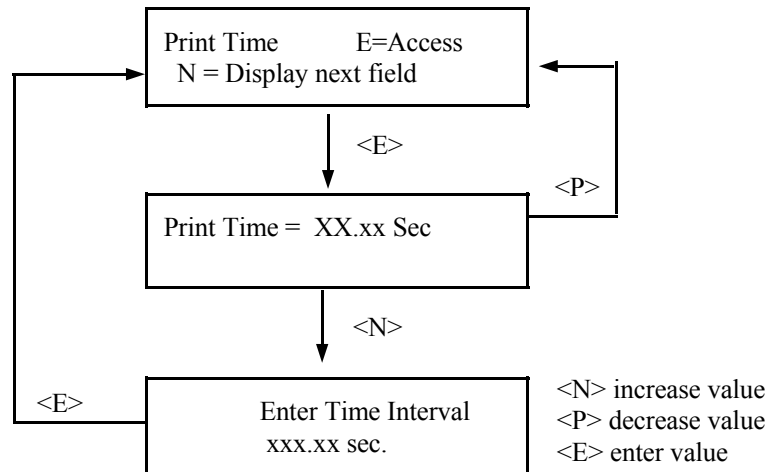 Print Time E=Access
N = Display next field
<E>
<P>
Print Time = XX.xx Sec
<N>
<E>
Enter Time Interval
xxx.xx sec.
<N> increase value
<P> decrease value
<E> enter value